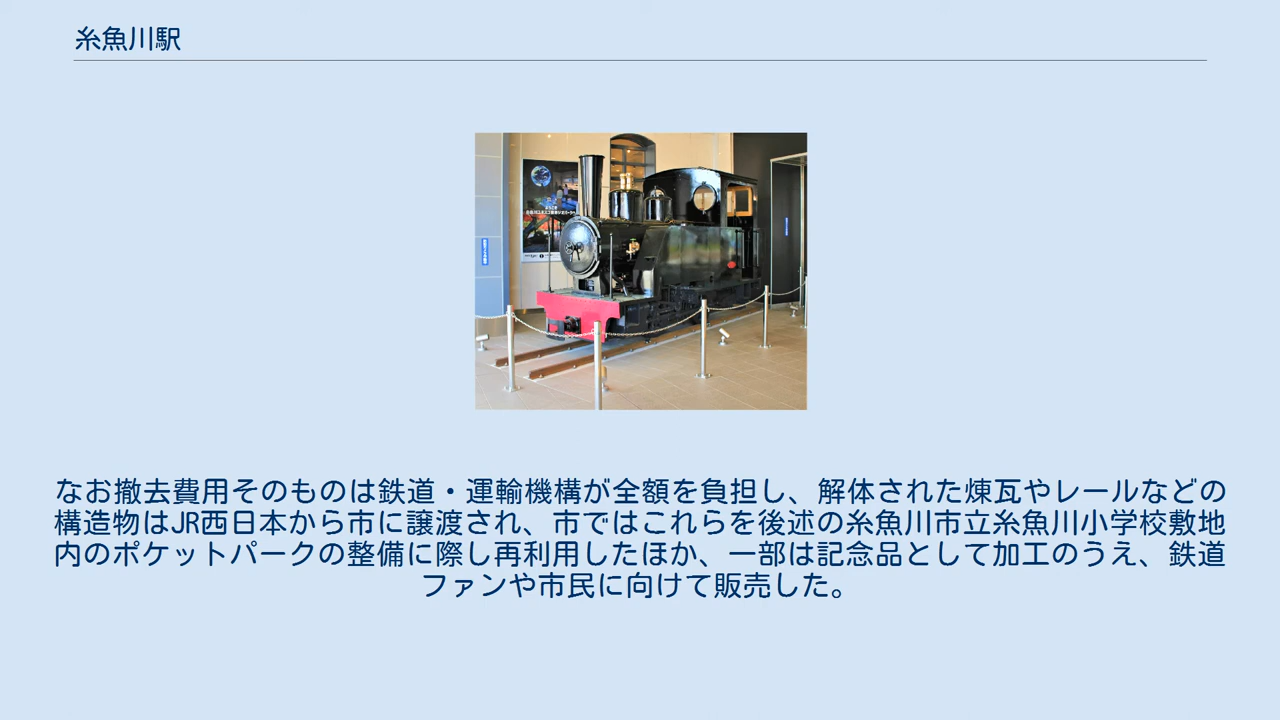 糸魚川駅
なお撤去費用そのものは鉄道・運輸機構が全額を負担し、解体された煉瓦やレールなどの
構造物はJR西日本から市に譲渡され、市ではこれらを後述の糸魚川市立糸魚川小学校敷地
内のポケットパークの整備に際し再利用したほか、一部は記念品として加工のうえ、鉄道
ファンや市民に向けて販売した。